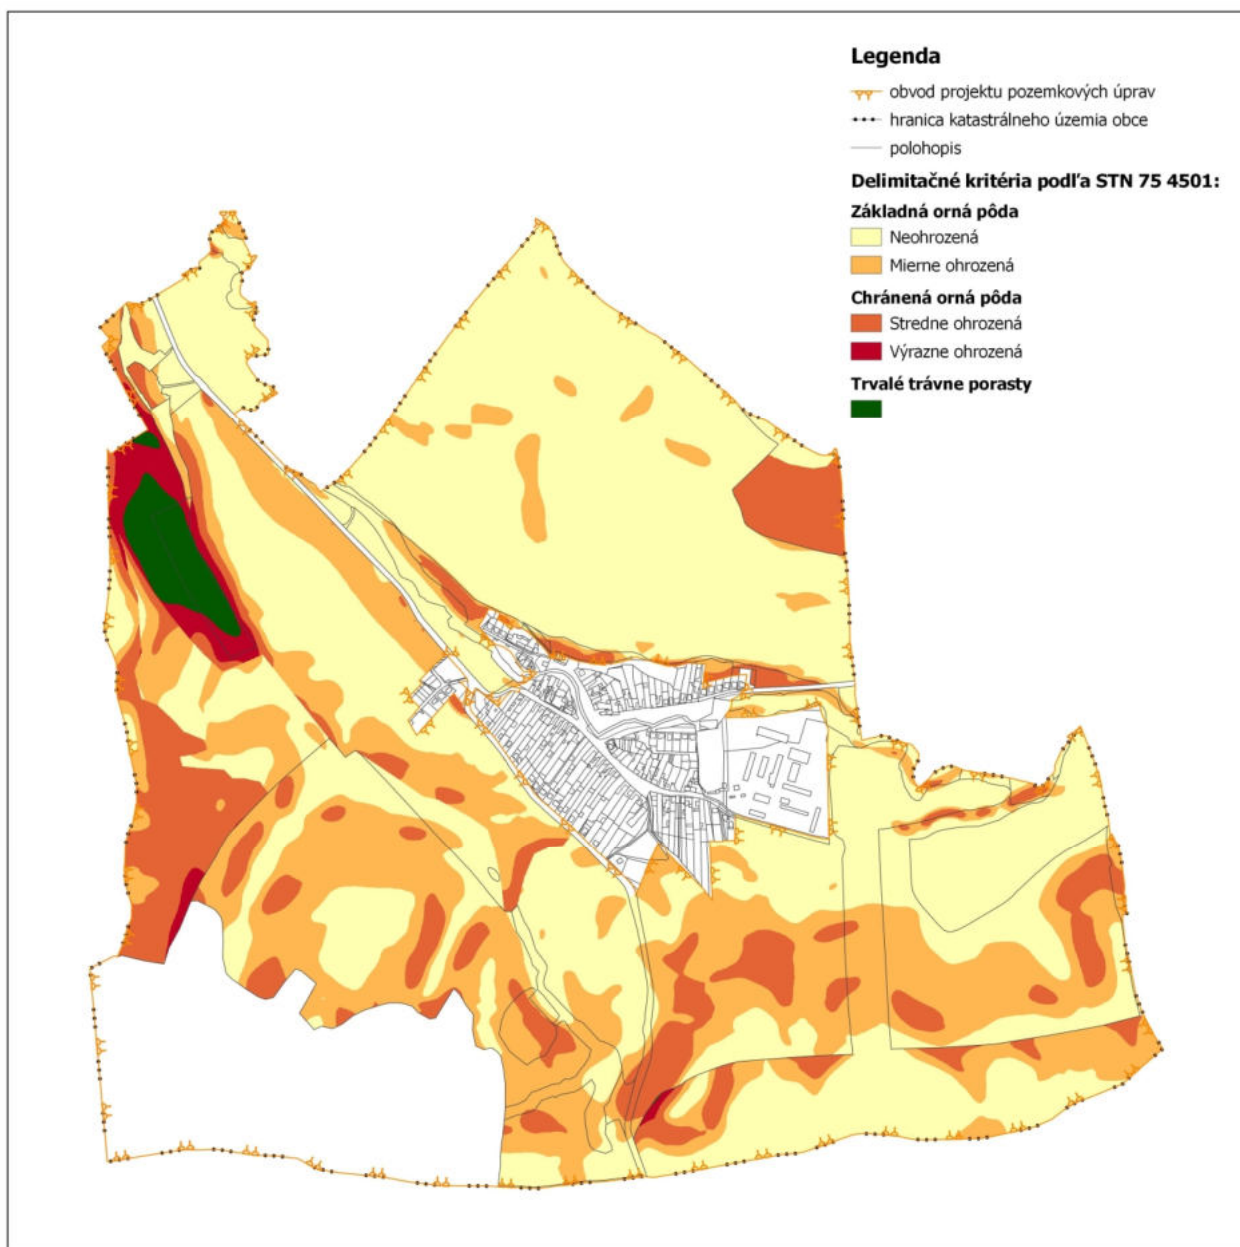 Legenda
obvod projektu pozemkových úprav
hranica katastrálneho územia obce
polohopis
Delimitačné kritéria podľa STN 75 4501:
Základná orná pôda
Neohrozená
Mierne ohrozená
Chránená orná pôda
Stredne ohrozená
Výrazne ohrozená
Trvalé trávne porasty